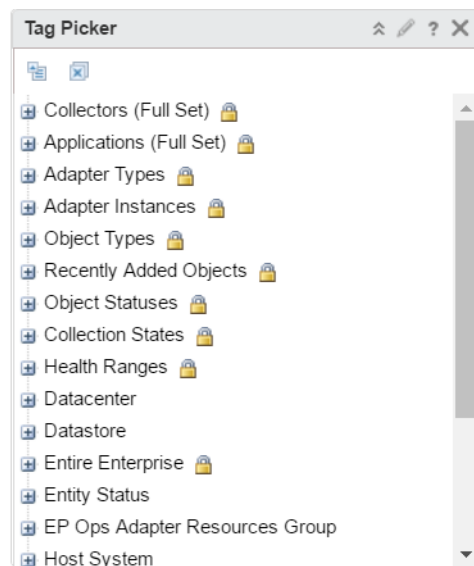 Tag Picker ?
Collectors (Full Set)
Applications (Full Set)
Adapter Types
Adapter Instances
Object Types
Recently Added Objects
Object Statuses
Collection States
Health Ranges
Datacenter
Datastore
Entire Enterprise
Entity Status
EP Ops Adapter Resources Group
Host System